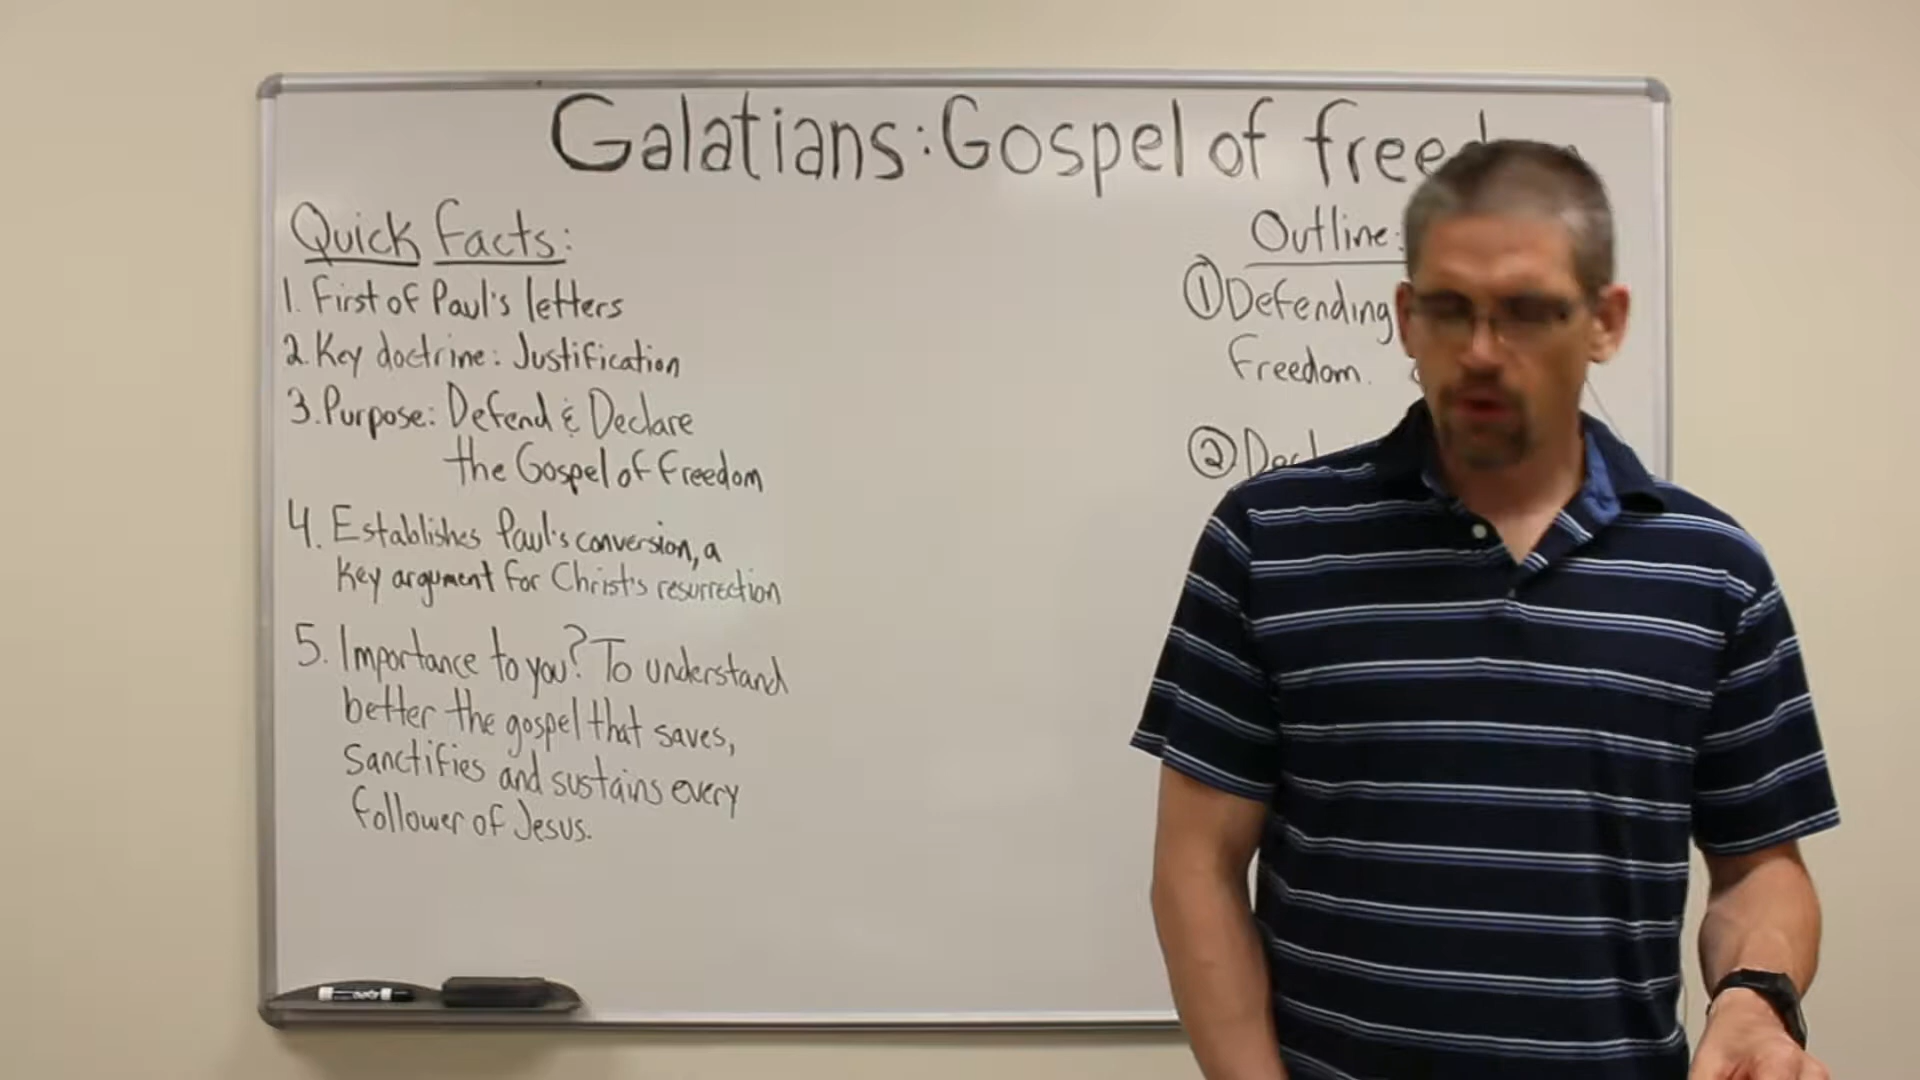 Galatians: Gospel of free
Quick Facts:
1. First of Paul's letters
2. Key doctrine: Justification
3. Purpose: Defend & Declare
the Gospel of Freedom
4. Establishes Paul's conversion, a
Key argument for Christ's resurrection
5. Importance to you? To understand
better the gospel that saves,
sanctifies and sustains every
follower of Jesus.
Outline:
① Defending
Freedom.
②